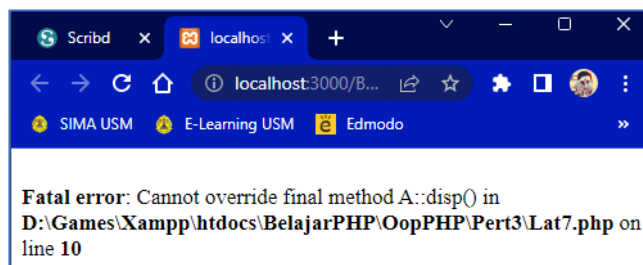 Scribd
localhost
localhost:3000/B...
SIMA USM
E-Learning USM
Edmodo
Fatal error: Cannot override final method A::disp() in
D:\Games\Xampp\htdocs\BelajarPHP\OopPHP\Pert3\Lat7.php on
line 10